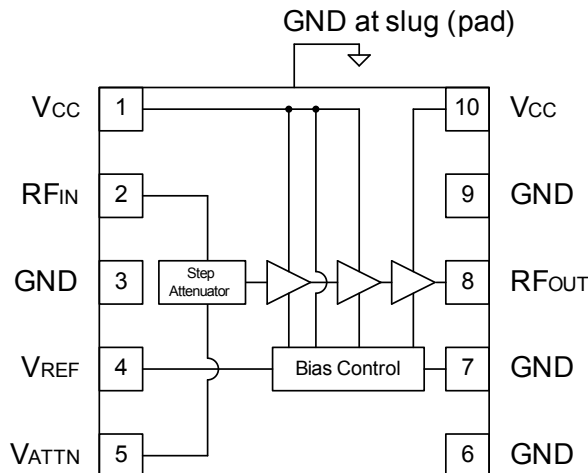 GND at slug (pad)
VCC 1 10 VCC
RFIN 2 9 GND
GND 3 Step Attenuator 8 RFOUT
VREF 4 Bias Control 7 GND
VATTN 5 6 GND